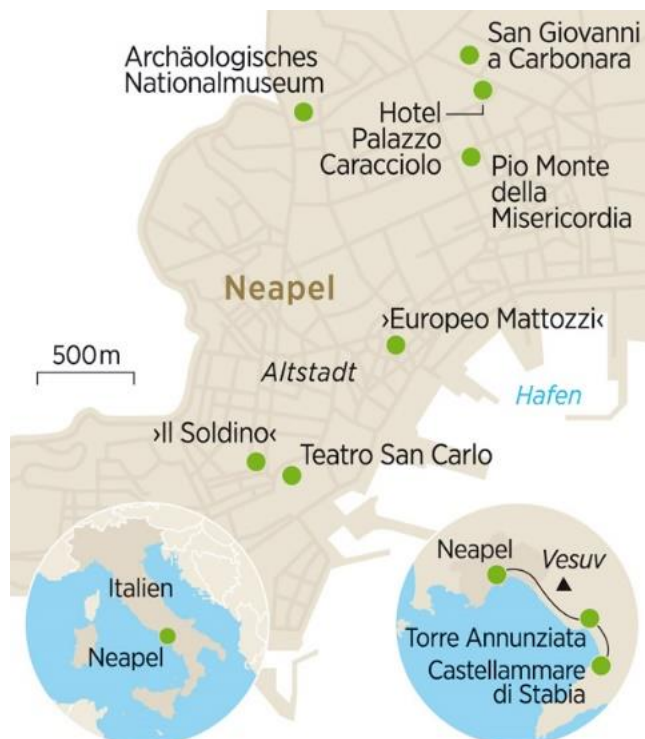 San Giovanni
a Carbonara
Archäologisches
Nationalmuseum
Hotel
Palazzo
Caracciolo
Pio Monte
della
Misericordia
Neapel
›Europeo Mattozzi‹
500 m
Altstadt
Hafen
›Il Soldino‹
Teatro San Carlo
Italien
Neapel
Neapel
Vesuv
Torre Annunziata
Castellammare
di Stabia